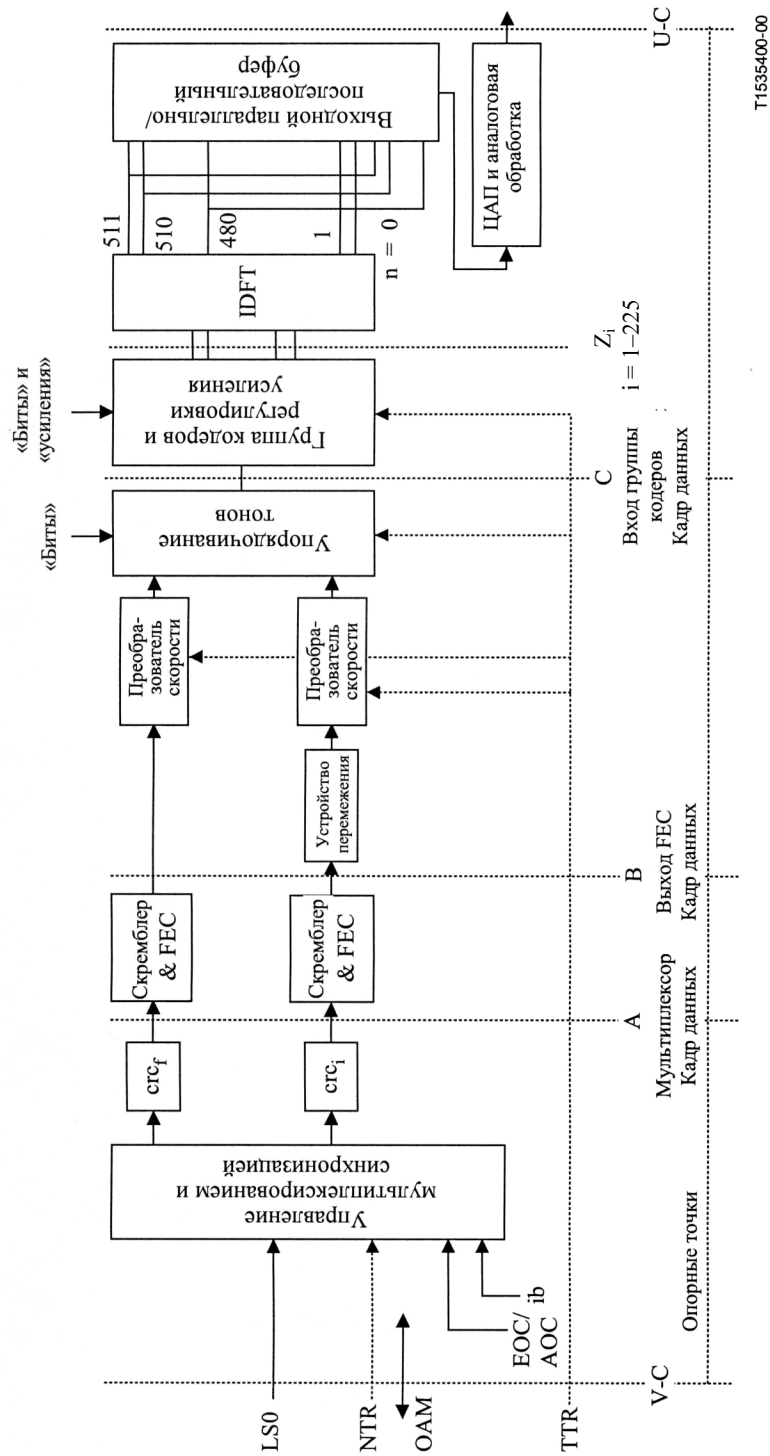 LS0
NTR
OAM
TTR
V-C
EOC/
AOC
ib
Опорные точки
Управление
мультиплексированием и
синхронизацией
crc_f
crc_i
A
Мультиплексор
Кадр данных
Скремблер
& FEC
Скремблер
& FEC
B
Выход FEC
Кадр данных
Устройство
перемежения
Преобра-
зователь
скорости
Преобра-
зователь
скорости
«Биты»
Упорядочивание
тонов
C
Вход группы
кодеров
Кадр данных
«Биты» и
«усиления»
Группа кодеров и
регулировки
усиления
Z_i
i = 1–225
IDFT
511
510
480
1
n = 0
Выходной параллельно/
последовательный
буфер
ЦАП и аналоговая
обработка
U-C
T1535400-00